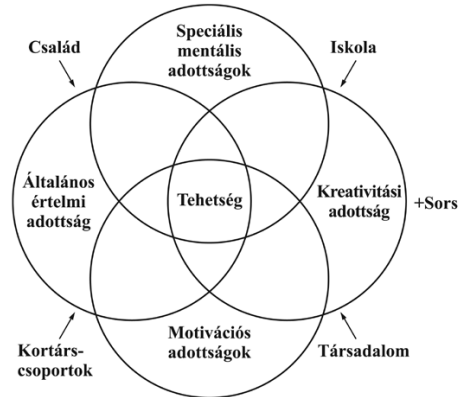 Speciális
mentális
adottságok
Család
Iskola
Általános
értelmi
adottság
Tehetség
Kreativitási
adottság
+Sors
Motivációs
adottságok
Kortárs-
csoportok
Társadalom